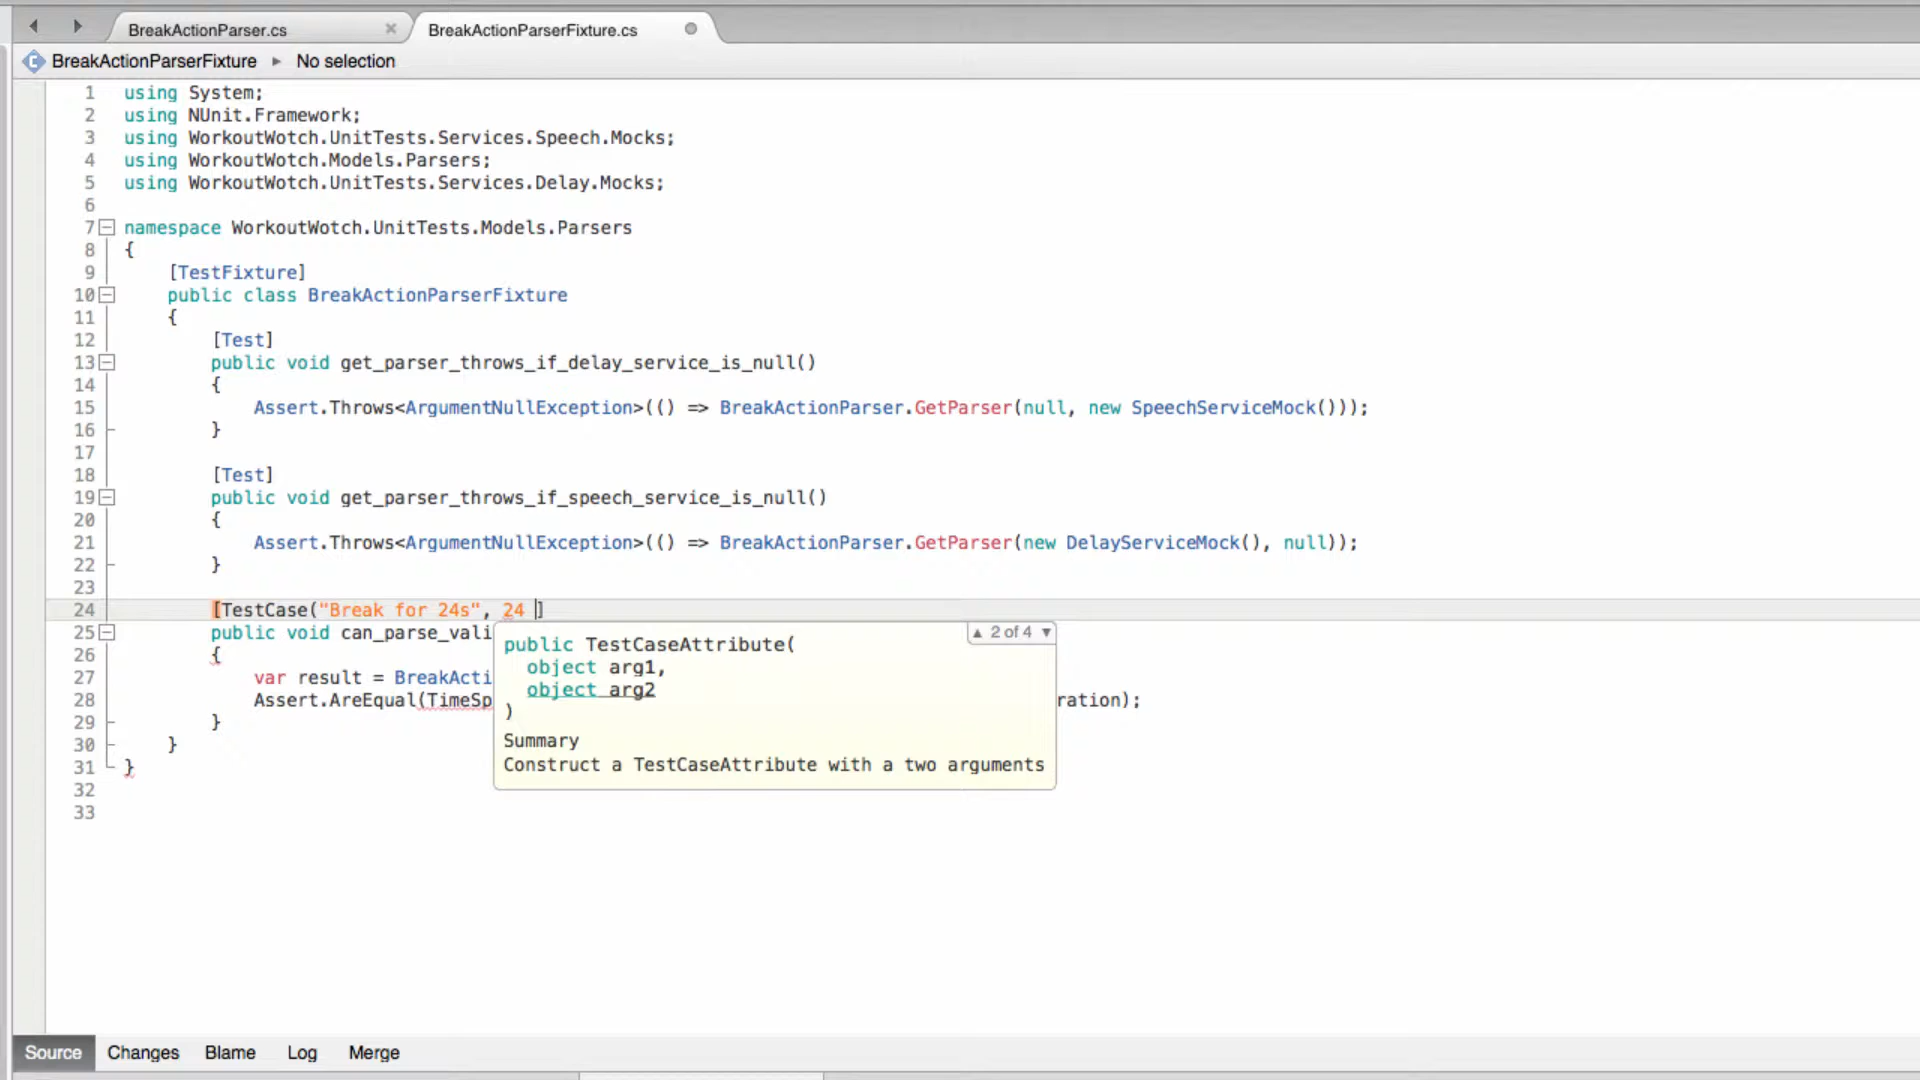 BreakActionParser.cs
BreakActionParserFixture.cs
BreakActionParserFixture ▸ No selection
1 using System;
2 using NUnit.Framework;
3 using WorkoutWotch.UnitTests.Services.Speech.Mocks;
4 using WorkoutWotch.Models.Parsers;
5 using WorkoutWotch.UnitTests.Services.Delay.Mocks;
6
7 namespace WorkoutWotch.UnitTests.Models.Parsers
8 {
9 [TestFixture]
10 public class BreakActionParserFixture
11 {
12 [Test]
13 public void get_parser_throws_if_delay_service_is_null()
14 {
15 Assert.Throws<ArgumentNullException>(() => BreakActionParser.GetParser(null, new SpeechServiceMock()));
16 }
17
18 [Test]
19 public void get_parser_throws_if_speech_service_is_null()
20 {
21 Assert.Throws<ArgumentNullException>(() => BreakActionParser.GetParser(new DelayServiceMock(), null));
22 }
23
24 [TestCase("Break for 24s", 24 ]
25 public void can_parse_vali
26 {
27 var result = BreakActi
28 Assert.AreEqual(TimeSp ration);
29 }
30 }
31 }
32
33
▲ 2 of 4 ▼
public TestCaseAttribute(
object arg1,
object arg2
)
Summary
Construct a TestCaseAttribute with a two arguments
Source Changes Blame Log Merge